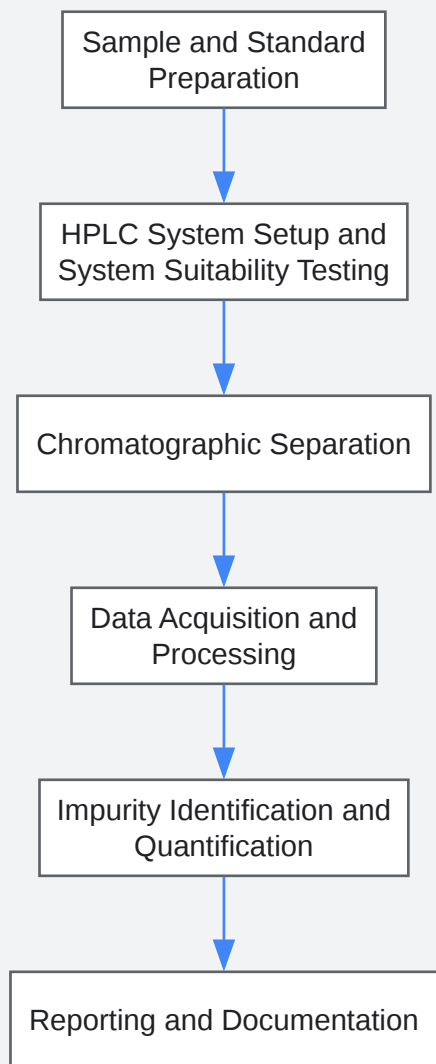 Sample and Standard
Preparation
HPLC System Setup and
System Suitability Testing
Chromatographic Separation
Data Acquisition and
Processing
Impurity Identification and
Quantification
Reporting and Documentation